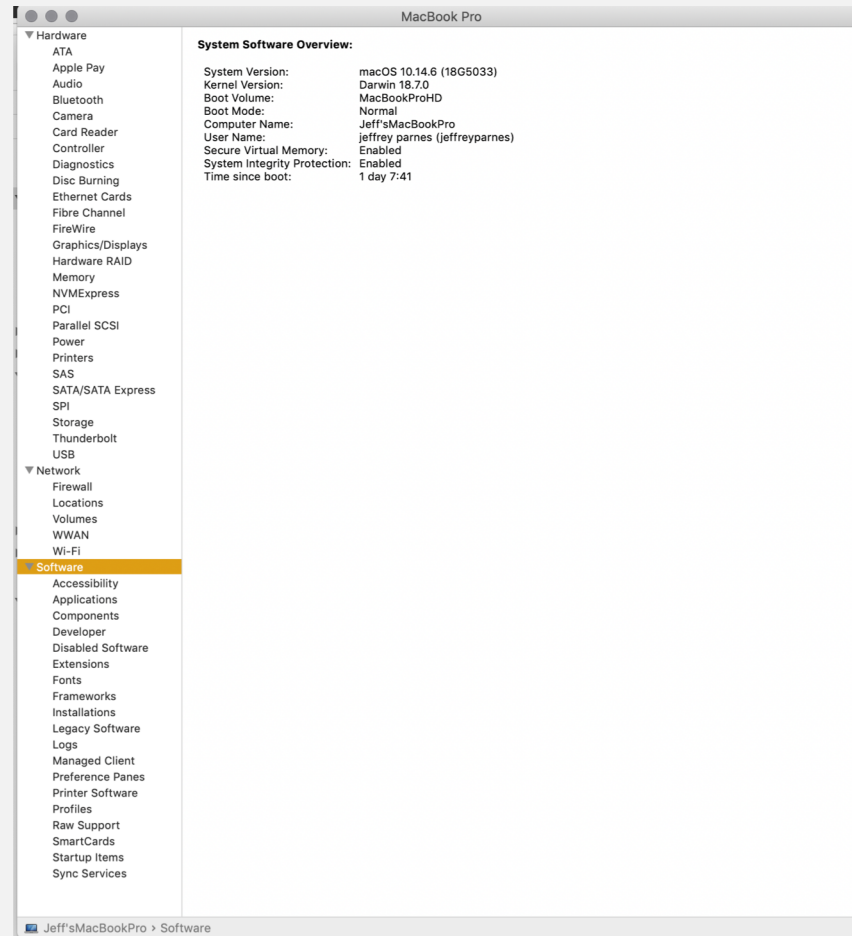 MacBook Pro
Hardware
ATA
Apple Pay
Audio
Bluetooth
Camera
Card Reader
Controller
Diagnostics
Disc Burning
Ethernet Cards
Fibre Channel
FireWire
Graphics/Displays
Hardware RAID
Memory
NVMExpress
PCI
Parallel SCSI
Power
Printers
SAS
SATA/SATA Express
SPI
Storage
Thunderbolt
USB
Network
Firewall
Locations
Volumes
WWAN
Wi-Fi
Software
Accessibility
Applications
Components
Developer
Disabled Software
Extensions
Fonts
Frameworks
Installations
Legacy Software
Logs
Managed Client
Preference Panes
Printer Software
Profiles
Raw Support
SmartCards
Startup Items
Sync Services
System Software Overview:
System Version: macOS 10.14.6 (18G5033)
Kernel Version: Darwin 18.7.0
Boot Volume: MacBookProHD
Boot Mode: Normal
Computer Name: Jeff'sMacBookPro
User Name: jeffrey parnes (jeffreyparnes)
Secure Virtual Memory: Enabled
System Integrity Protection: Enabled
Time since boot: 1 day 7:41
Jeff'sMacBookPro › Software